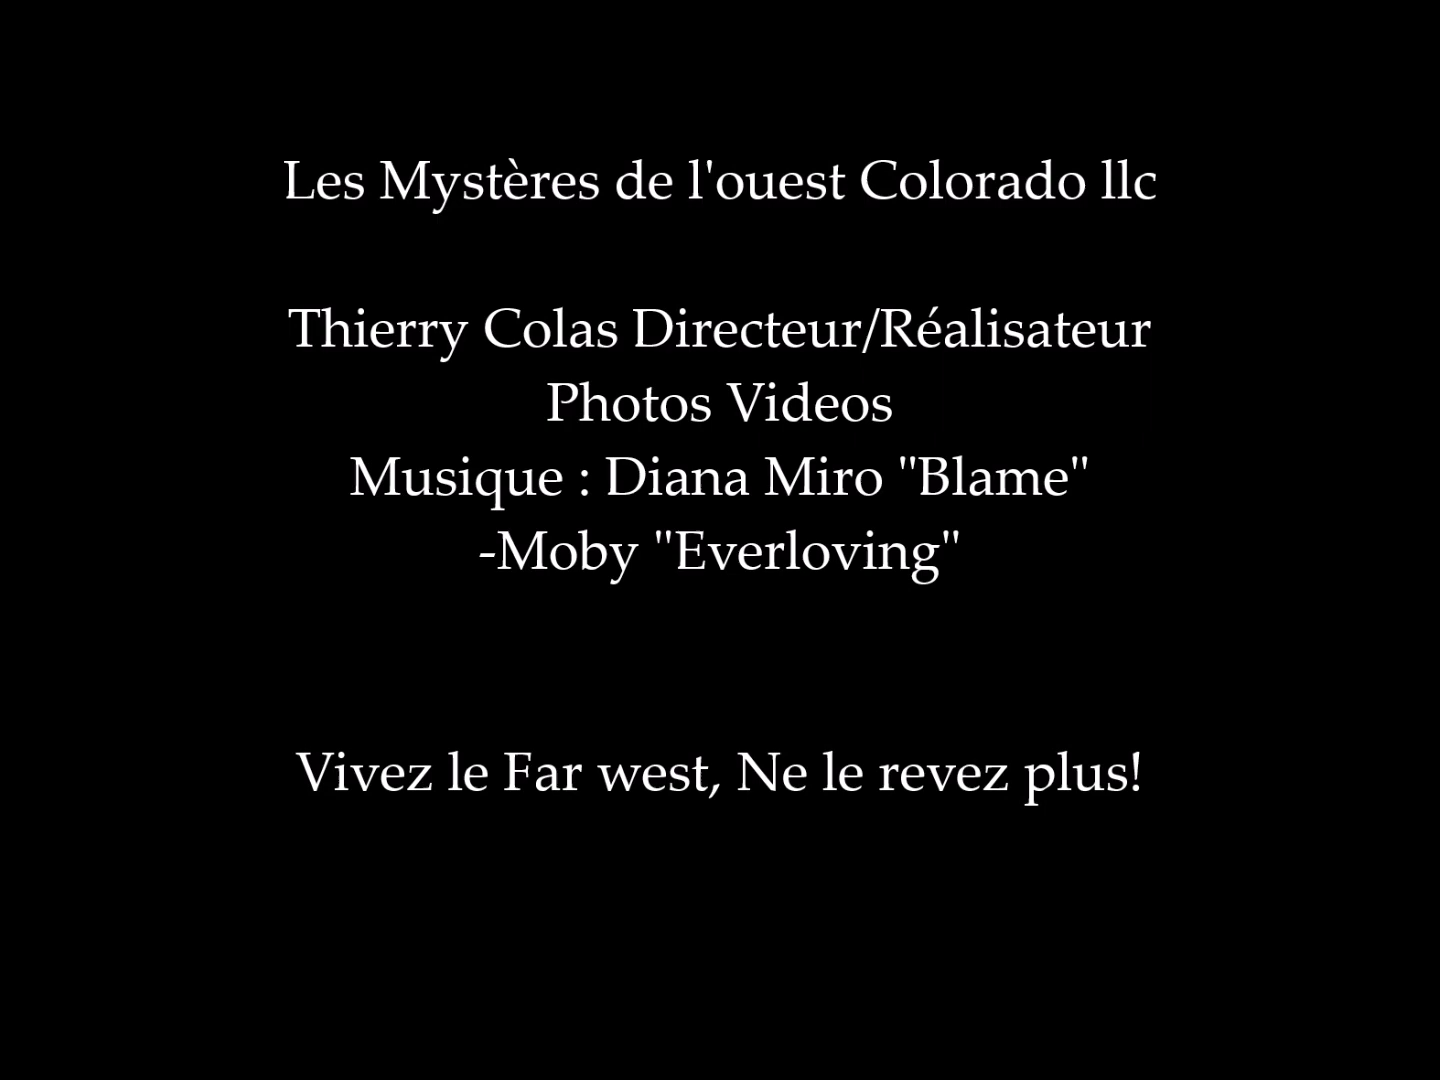 Les Mystères de l'ouest Colorado llc
Thierry Colas Directeur/Réalisateur
Photos Videos
Musique : Diana Miro "Blame"
-Moby "Everloving"
Vivez le Far west, Ne le revez plus!